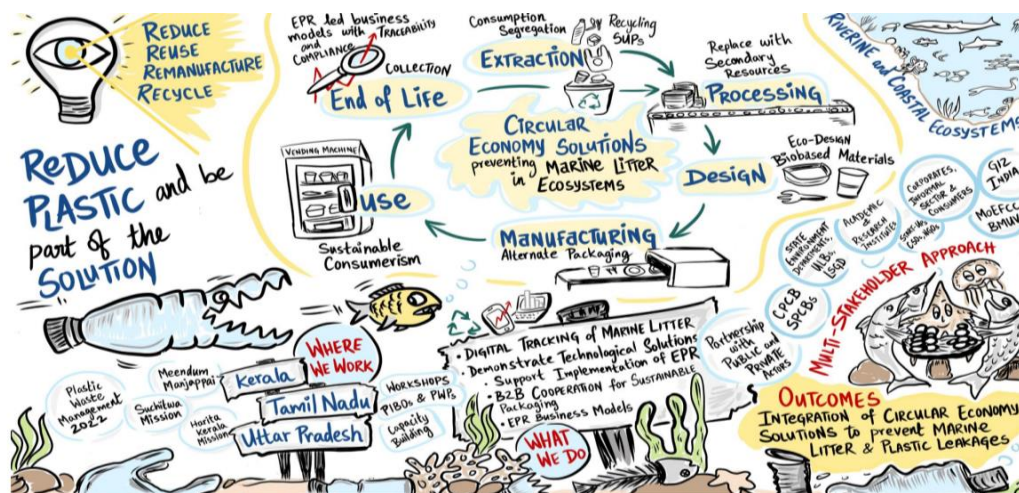 REDUCE
REUSE
REMANUFACTURE
RECYCLE
REDUCE
PLASTIC and be
part of the
SOLUTION
EPR led business
models with TRACEABILITY
and
COMPLIANCE
COLLECTION
End of Life
Consumption
Segregation
Recycling
SUPs
EXTRACTION
Replace with
Secondary
Resources
PROCESSING
CIRCULAR
ECONOMY SOLUTIONS
preventing MARINE LITTER
in ECOSYSTEMS
Eco-Design
Biobased Materials
DESIGN
VENDING MACHINE
USE
Sustainable
Consumerism
MANUFACTURING
Alternate Packaging
RIVERINE and COASTAL ECOSYSTEMS
WHERE
WE WORK
Kerala
Tamil Nadu
Uttar Pradesh
Plastic
Waste
Management
2022
Meendum
Manjappai
Suchitwa
Mission
Haritha
Kerala
Mission
WORKSHOPS
PIBOs & PWPs
Capacity
Building
• DIGITAL TRACKING OF MARINE LITTER
• Demonstrate Technological Solutions
• Support Implementation of EPR
• B2B COOPERATION for SUSTAINABLE
Packaging
• EPR Business Models
WHAT
WE DO
Partnership
with
PUBLIC and
PRIVATE
Actors
CPCB
SPCBs
STATE
ENVIRONMENT
DEPARTMENTS,
ULBs,
LSGD
ACADEMIC
&
RESEARCH
INSTITUTES
START-UPs
CSOs, NGOs
CORPORATES,
INFORMAL
SECTOR &
CONSUMERS
GIZ
INDIA
MoEFCC
BMUV
MULTI-STAKEHOLDER APPROACH
OUTCOMES
INTEGRATION of CIRCULAR ECONOMY
SOLUTIONS to PREVENT MARINE
LITTER & PLASTIC LEAKAGES